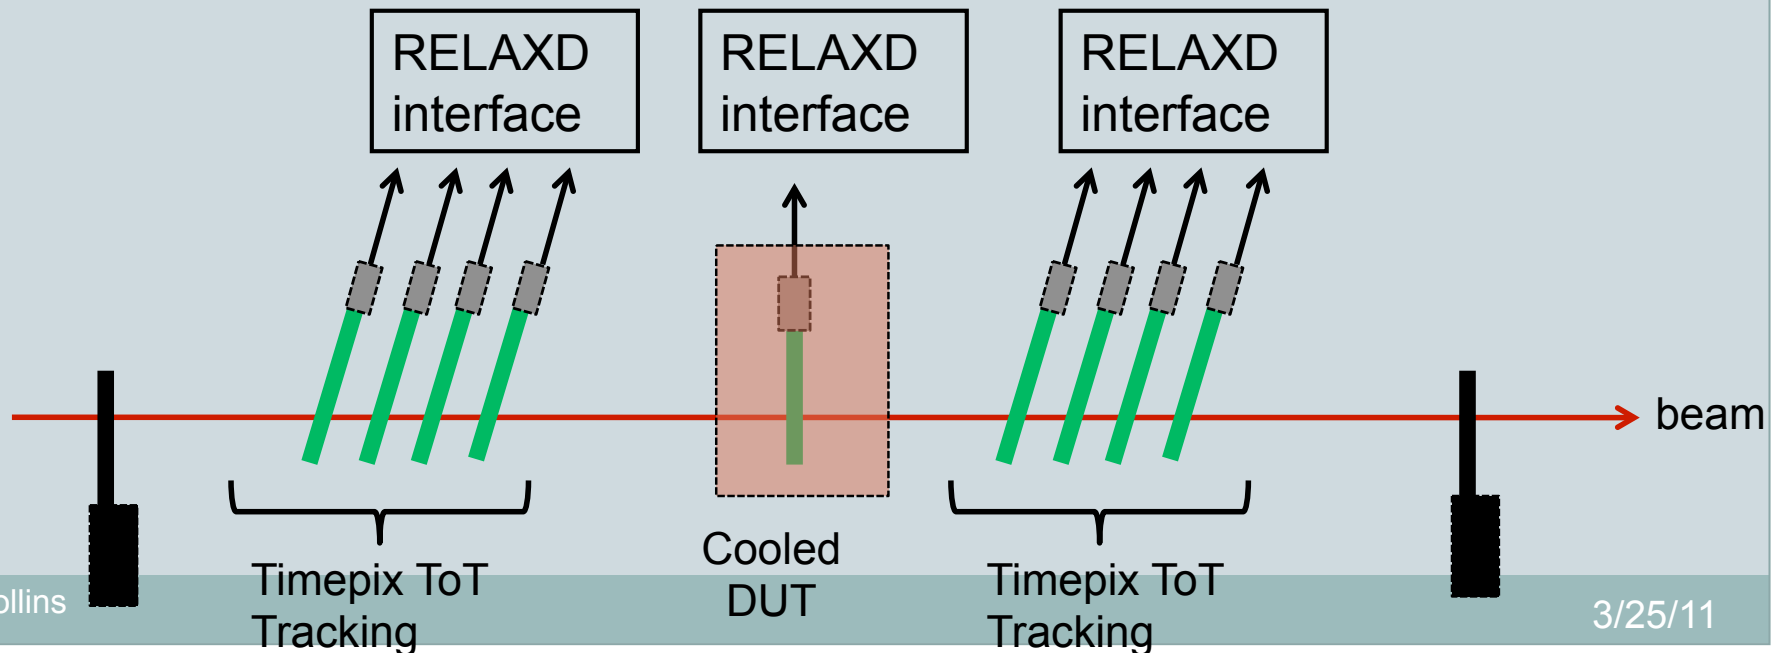 RELAXD
interface
RELAXD
interface
RELAXD
interface
beam
Timepix ToT
Tracking
Cooled
DUT
Timepix ToT
Tracking
3/25/11